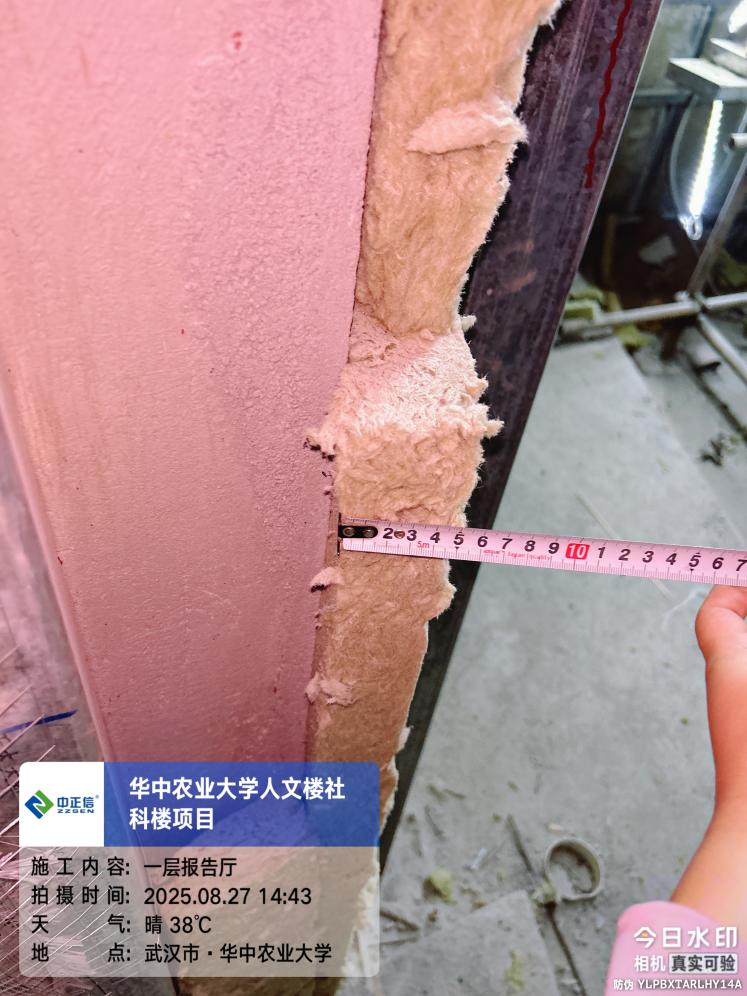 2 3 4 5 6 7 8 9 10 1 2 3 4 5 6 7
5m
中正信®
ZZSEN
华中农业大学人文楼社
科楼项目
施工内容: 一层报告厅
拍摄时间: 2025.08.27 14:43
天气: 晴 38℃
地点: 武汉市·华中农业大学
今日水印
相机 真实可验
防伪 YLPBXTARLHY14A